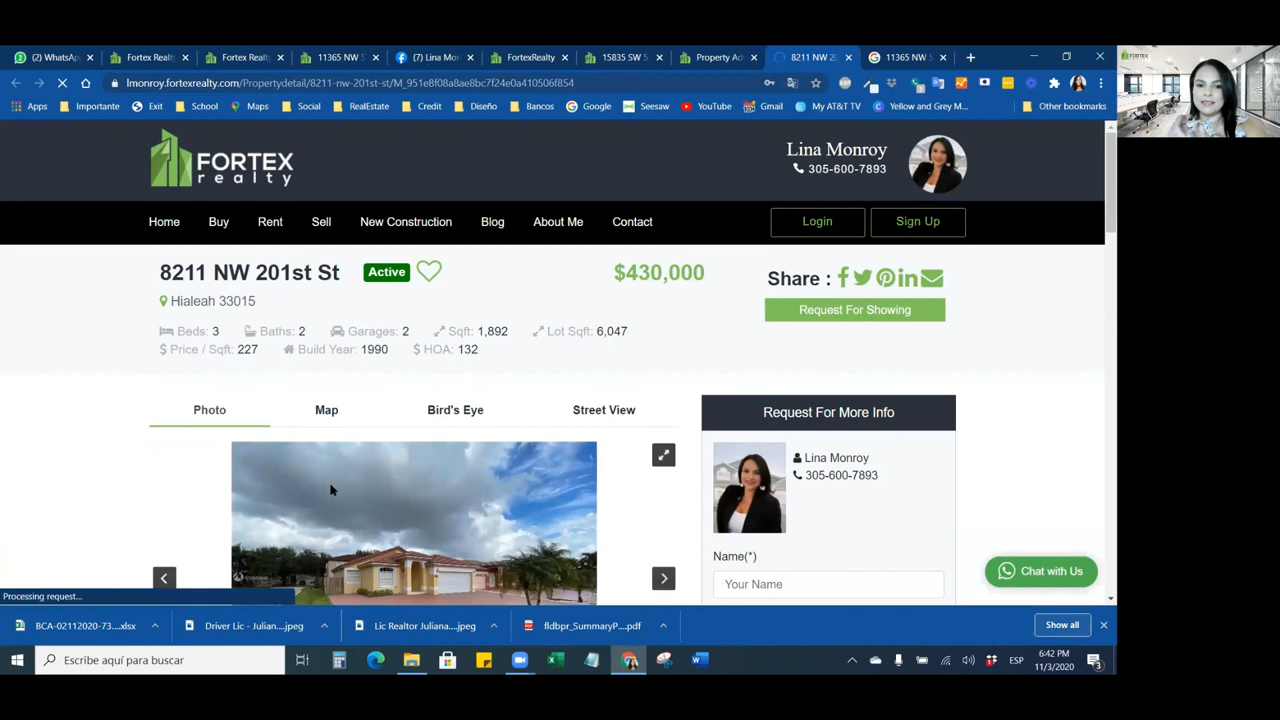 (2) WhatsApp
Fortex Realty
Fortex Realty
11365 NW S
(7) Lina Mon
FortexRealty
15835 SW 5
Property Ad
8211 NW 20
11365 NW S
lmonroy.fortexrealty.com/Propertydetail/8211-nw-201st-st/M_951e8f08a8ae8bc7f24e0a410506f854
Apps Importante Exit School Maps Social RealEstate Credit Diseño Bancos Google Seesaw YouTube Gmail My AT&T TV Yellow and Grey M... Other bookmarks
FORTEX
realty
Lina Monroy
305-600-7893
Home Buy Rent Sell New Construction Blog About Me Contact Login Sign Up
8211 NW 201st St Active $430,000 Share :
Hialeah 33015
Request For Showing
Beds: 3 Baths: 2 Garages: 2 Sqft: 1,892 Lot Sqft: 6,047
$ Price / Sqft: 227 Build Year: 1990 $ HOA: 132
Photo Map Bird's Eye Street View
Request For More Info
Lina Monroy
305-600-7893
Name(*)
Your Name
Chat with Us
Processing request...
BCA-02112020-73....xlsx
Driver Lic - Julian....jpeg
Lic Realtor Juliana....jpeg
fldbpr_SummaryP....pdf
Show all
Escribe aquí para buscar
ESP
6:42 PM
11/3/2020
3
FORTEX